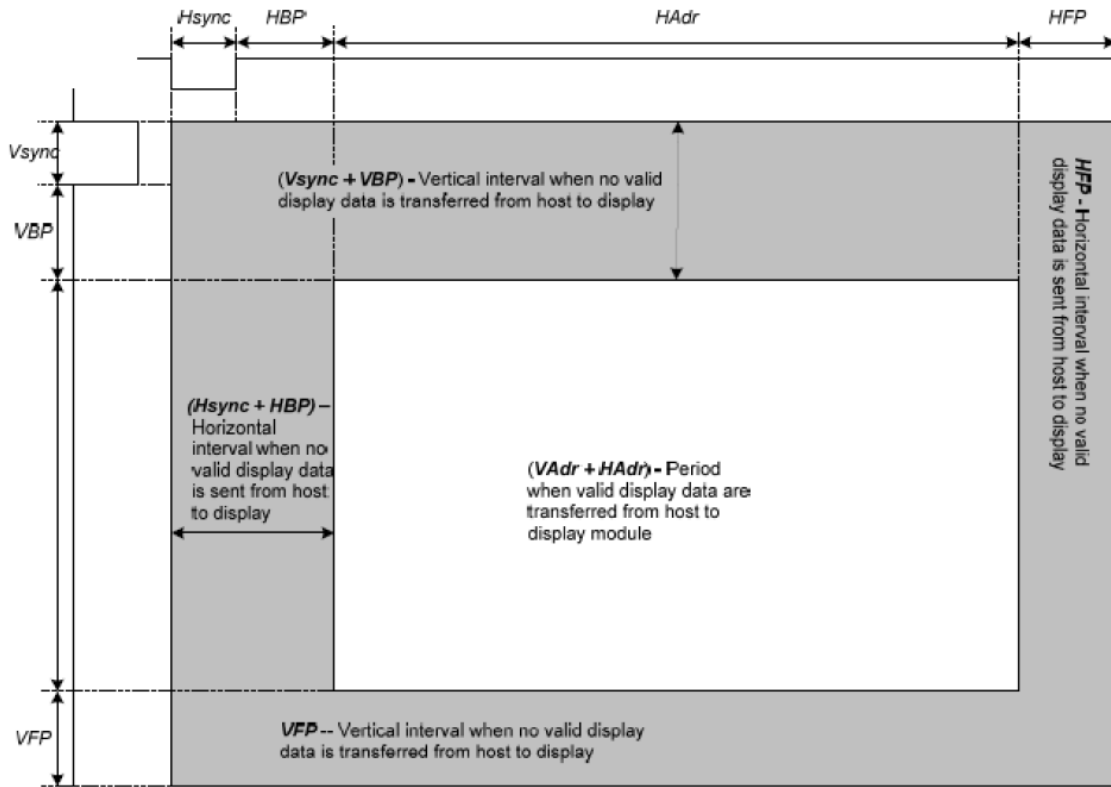 Hsync
HBP
HAdr
HFP
Vsync
(Vsync + VBP) - Vertical interval when no valid
display data is transferred from host to display
VBP
HFP - Horizontal interval when no valid
display data is sent from host to display
(Hsync + HBP) –
Horizontal
interval when no
valid display data
is sent from host
to display
(VAdr + HAdr) - Period
when valid display data are
transferred from host to
display module
VFP
VFP -- Vertical interval when no valid display
data is transferred from host to display